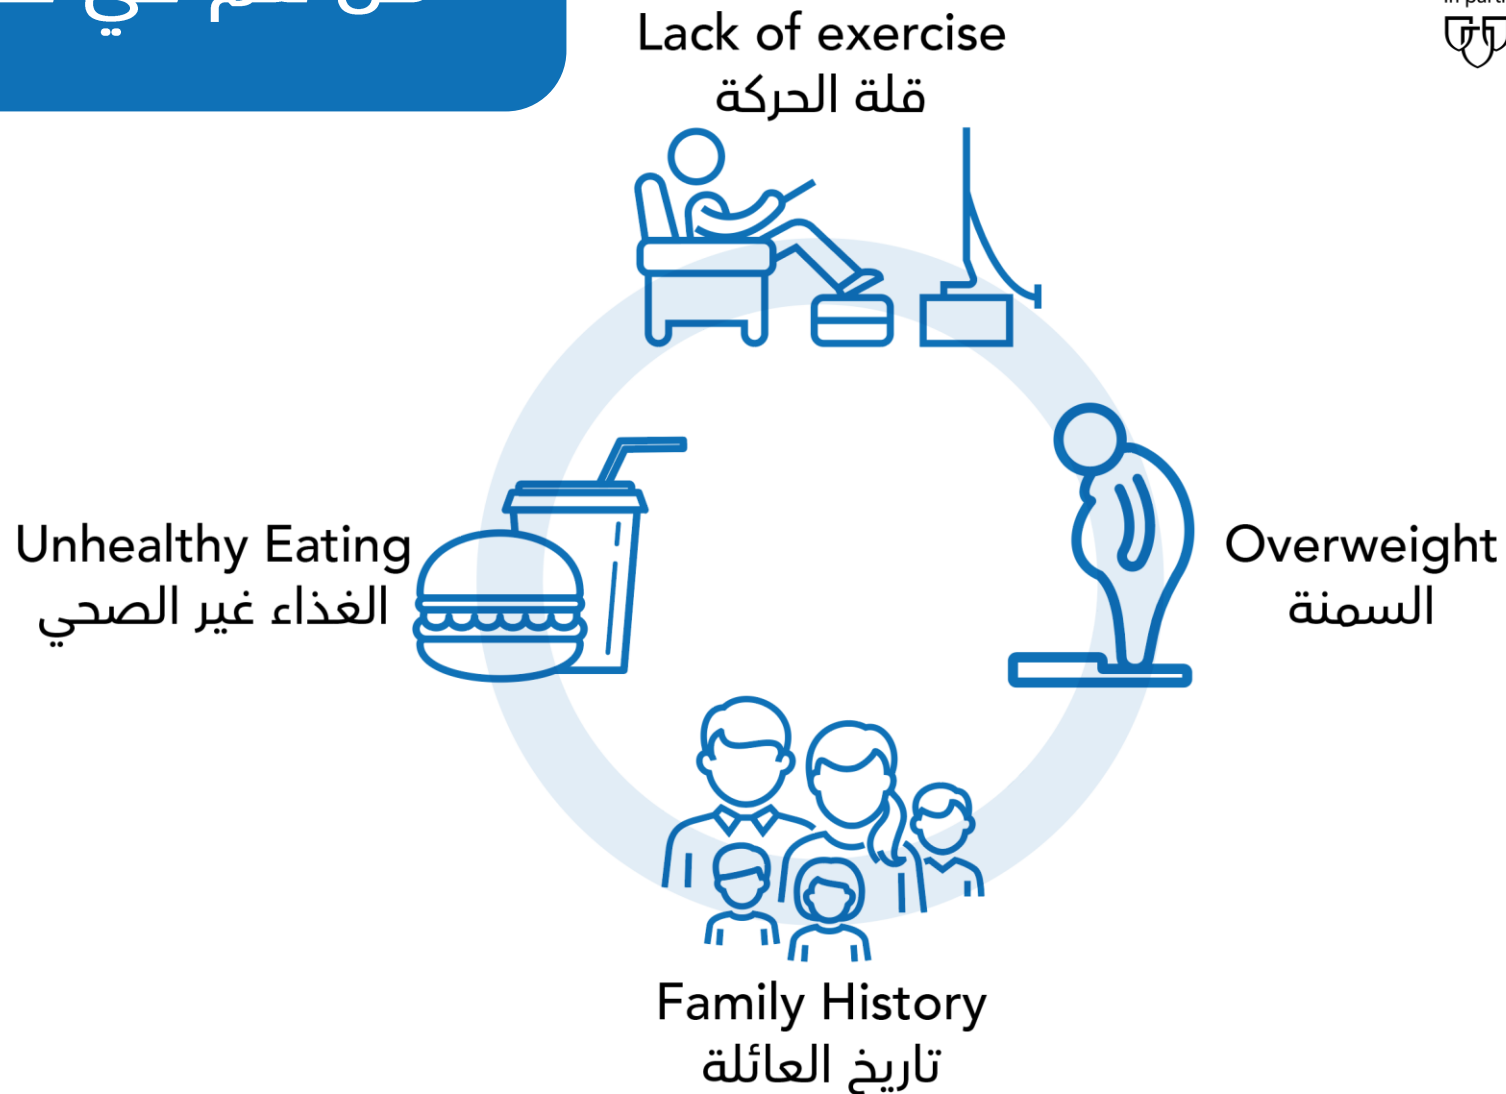 Lack of exercise
قلة الحركة
Unhealthy Eating
الغذاء غير الصحي
Overweight
السمنة
Family History
تاريخ العائلة